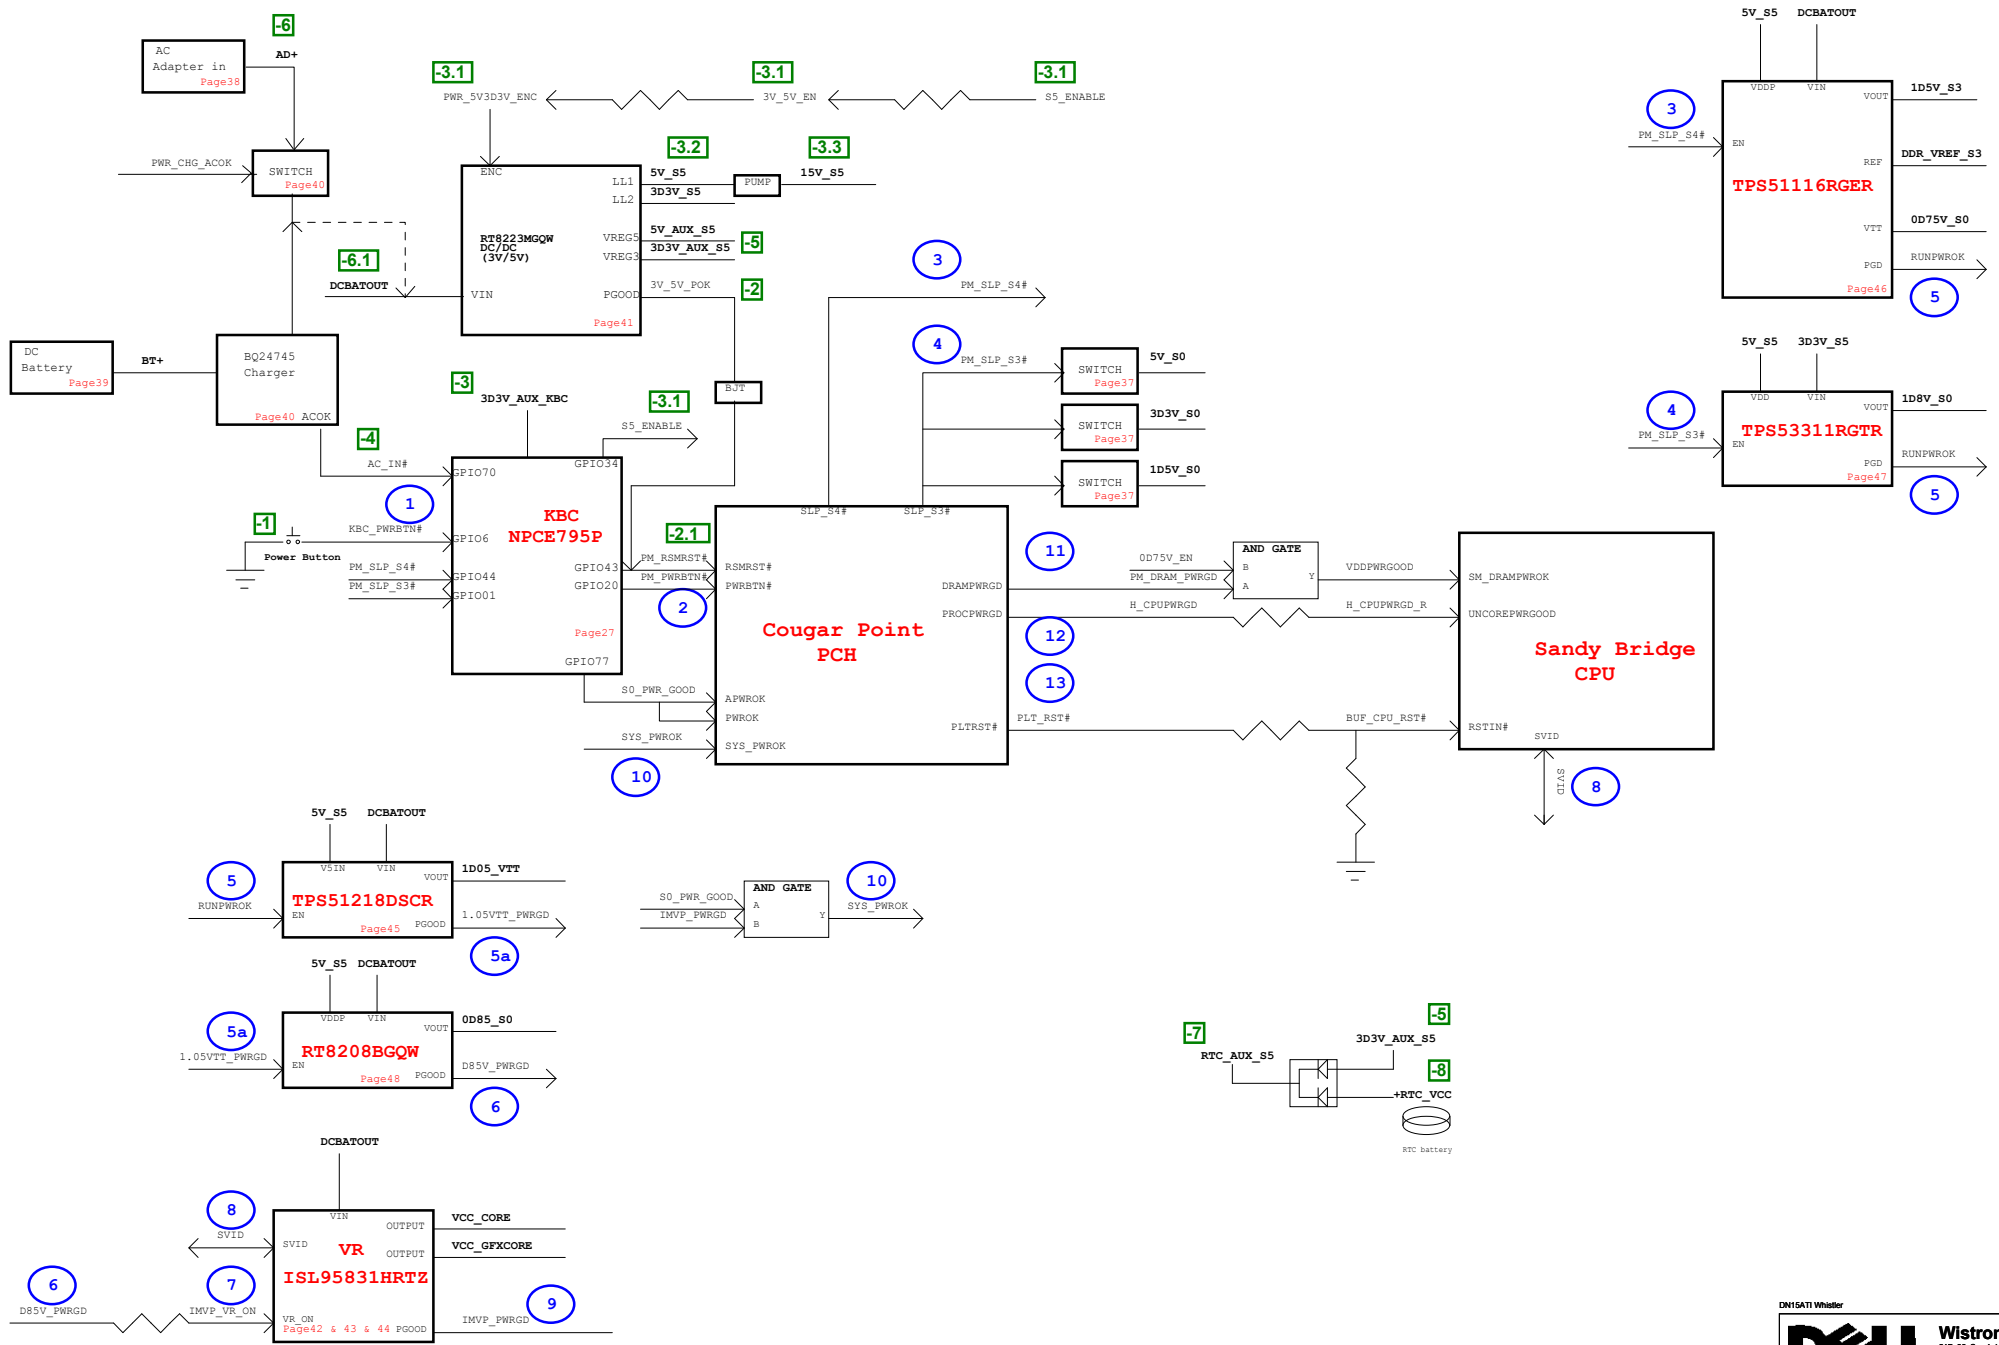 -6
AD+
AC
Adapter in
Page38
PWR_CHG_ACOK
SWITCH
Page40
-6.1
DCBATOUT
DC
Battery
Page39
BT+
BQ24745
Charger
Page40 ACOK
-4
AC_IN#
-3.1
PWR_5V3D3V_ENC
-3.1
3V_5V_EN
-3.1
S5_ENABLE
ENC
LL1
LL2
RT8223MGQW
DC/DC
(3V/5V)
VREG5
VREG3
VIN
PGOOD
Page41
-3.2
5V_S5
3D3V_S5
PUMP
-3.3
15V_S5
5V_AUX_S5
3D3V_AUX_S5
-5
3V_5V_POK
-2
BJT
-3
3D3V_AUX_KBC
-3.1
S5_ENABLE
GPIO34
GPIO70
1
-1
Power Button
KBC_PWRBTN#
GPIO6
KBC
NPCE795P
PM_SLP_S4#
GPIO44
PM_SLP_S3#
GPIO01
GPIO43
GPIO20
Page27
GPIO77
-2.1
PM_RSMRST#
PM_PWRBTN#
2
S0_PWR_GOOD
SYS_PWROK
10
3
PM_SLP_S4#
4
PM_SLP_S3#
SWITCH
Page37
5V_S0
SWITCH
Page37
3D3V_S0
SWITCH
Page37
1D5V_S0
SLP_S4#
SLP_S3#
RSMRST#
PWRBTN#
DRAMPWRGD
PROCPWRGD
Cougar Point
PCH
APWROK
PWROK
SYS_PWROK
PLTRST#
11
12
13
0D75V_EN
PM_DRAM_PWRGD
AND GATE
B
A
Y
VDDPWRGOOD
H_CPUPWRGD
H_CPUPWRGD_R
PLT_RST#
BUF_CPU_RST#
SM_DRAMPWROK
UNCOREPWRGOOD
Sandy Bridge
CPU
RSTIN#
SVID
SVID
8
5V_S5
DCBATOUT
VDDP
VIN
VOUT
1D5V_S3
3
PM_SLP_S4#
EN
REF
DDR_VREF_S3
TPS51116RGER
VTT
0D75V_S0
PGD
RUNPWROK
Page46
5
5V_S5
3D3V_S5
VDD
VIN
VOUT
1D8V_S0
4
PM_SLP_S3#
EN
TPS53311RGTR
PGD
RUNPWROK
Page47
5
5V_S5
DCBATOUT
V5IN
VIN
VOUT
1D05_VTT
5
RUNPWROK
EN
TPS51218DSCR
Page45
PGOOD
1.05VTT_PWRGD
5a
5V_S5
DCBATOUT
VDDP
VIN
VOUT
0D85_S0
5a
1.05VTT_PWRGD
EN
RT8208BGQW
Page48
PGOOD
D85V_PWRGD
6
S0_PWR_GOOD
IMVP_PWRGD
AND GATE
A
B
Y
10
SYS_PWROK
-7
RTC_AUX_S5
-5
3D3V_AUX_S5
-8
+RTC_VCC
RTC battery
DCBATOUT
VIN
OUTPUT
VCC_CORE
OUTPUT
VCC_GFXCORE
8
SVID
SVID
VR
ISL95831HRTZ
6
D85V_PWRGD
7
IMVP_VR_ON
VR_ON
Page42 & 43 & 44
PGOOD
IMVP_PWRGD
9
DN15ATI Whistler
DELL
Wistron